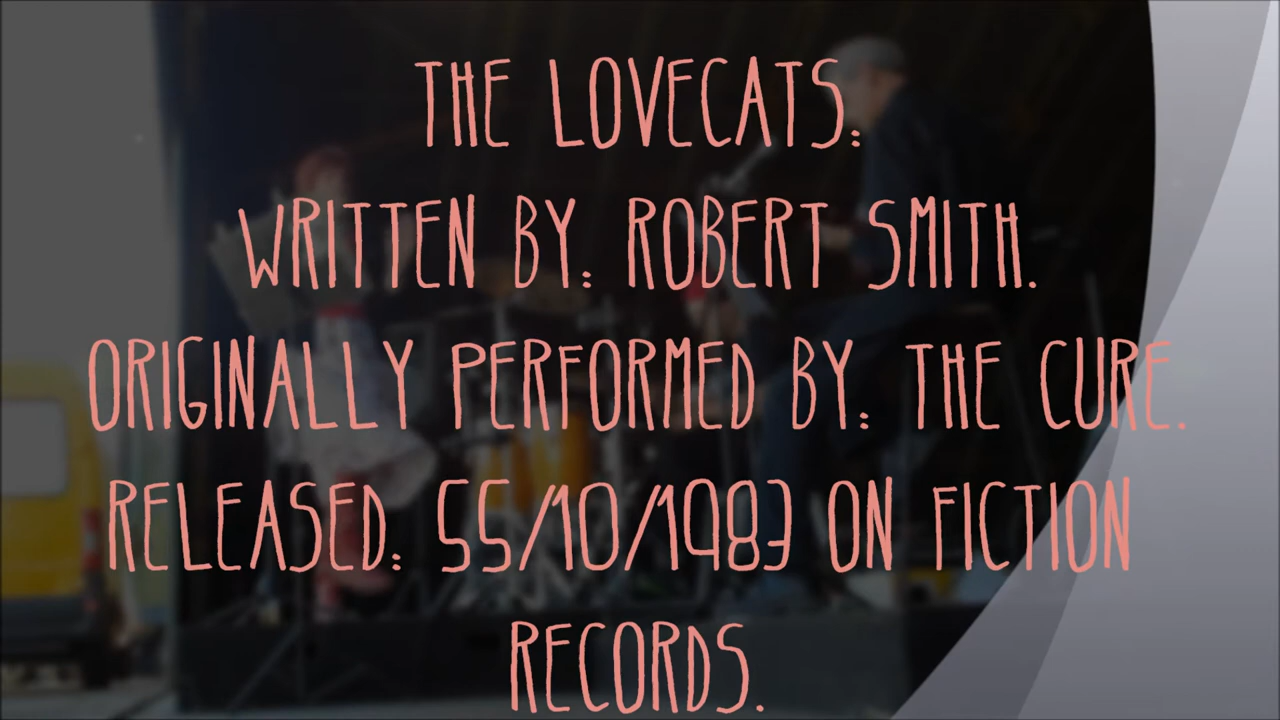 THE LOVECATS:
WRITTEN BY: ROBERT SMITH.
ORIGINALLY PERFORMED BY: THE CURE.
RELEASED: 55/10/1983 ON FICTION
RECORDS.